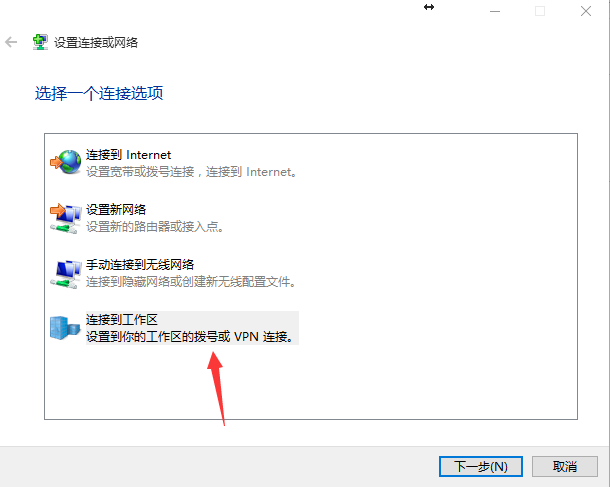 设置连接或网络
选择一个连接选项
连接到 Internet
设置宽带或拨号连接，连接到 Internet。
设置新网络
设置新的路由器或接入点。
手动连接到无线网络
连接到隐藏网络或创建新无线配置文件。
连接到工作区
设置到你的工作区的拨号或 VPN 连接。
下一步(N)
取消